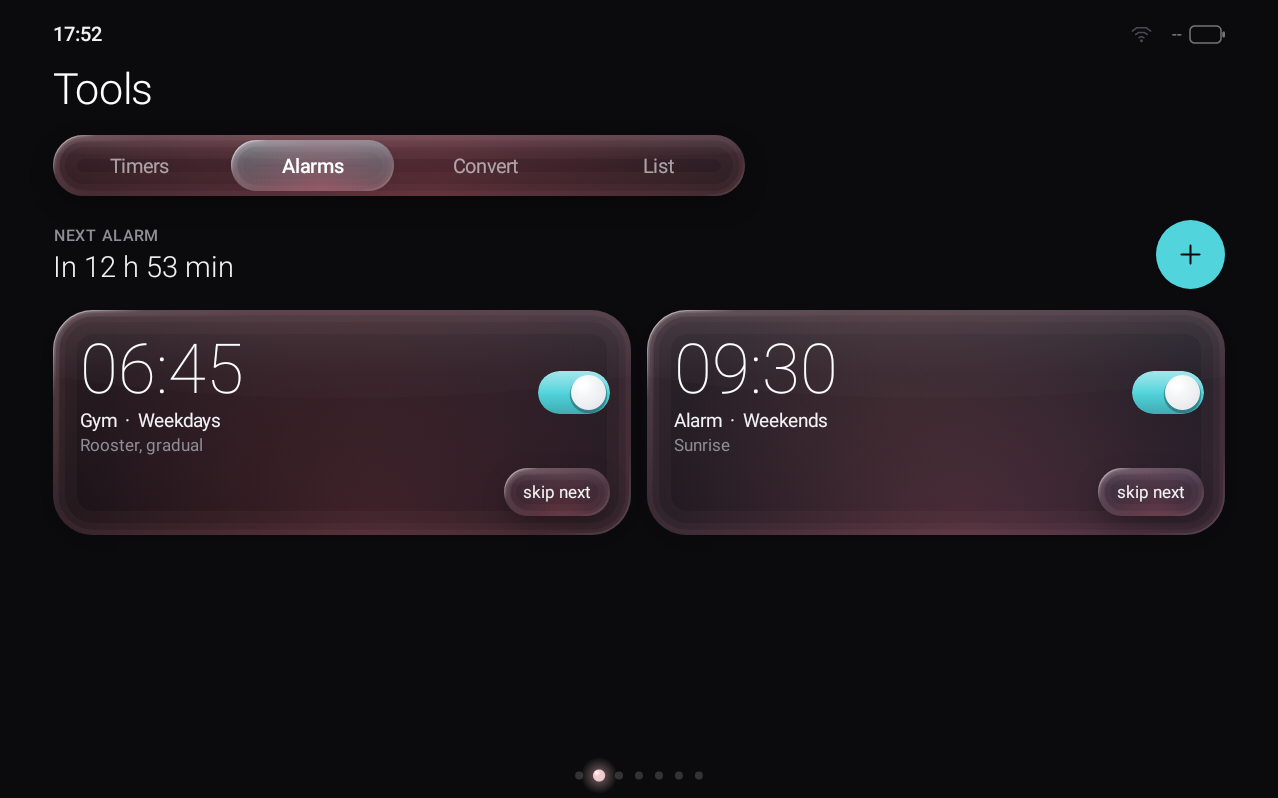 17:52
--
Tools
Timers
Alarms
Convert
List
NEXT ALARM
In 12 h 53 min
+
06:45
Gym · Weekdays
Rooster, gradual
skip next
09:30
Alarm · Weekends
Sunrise
skip next